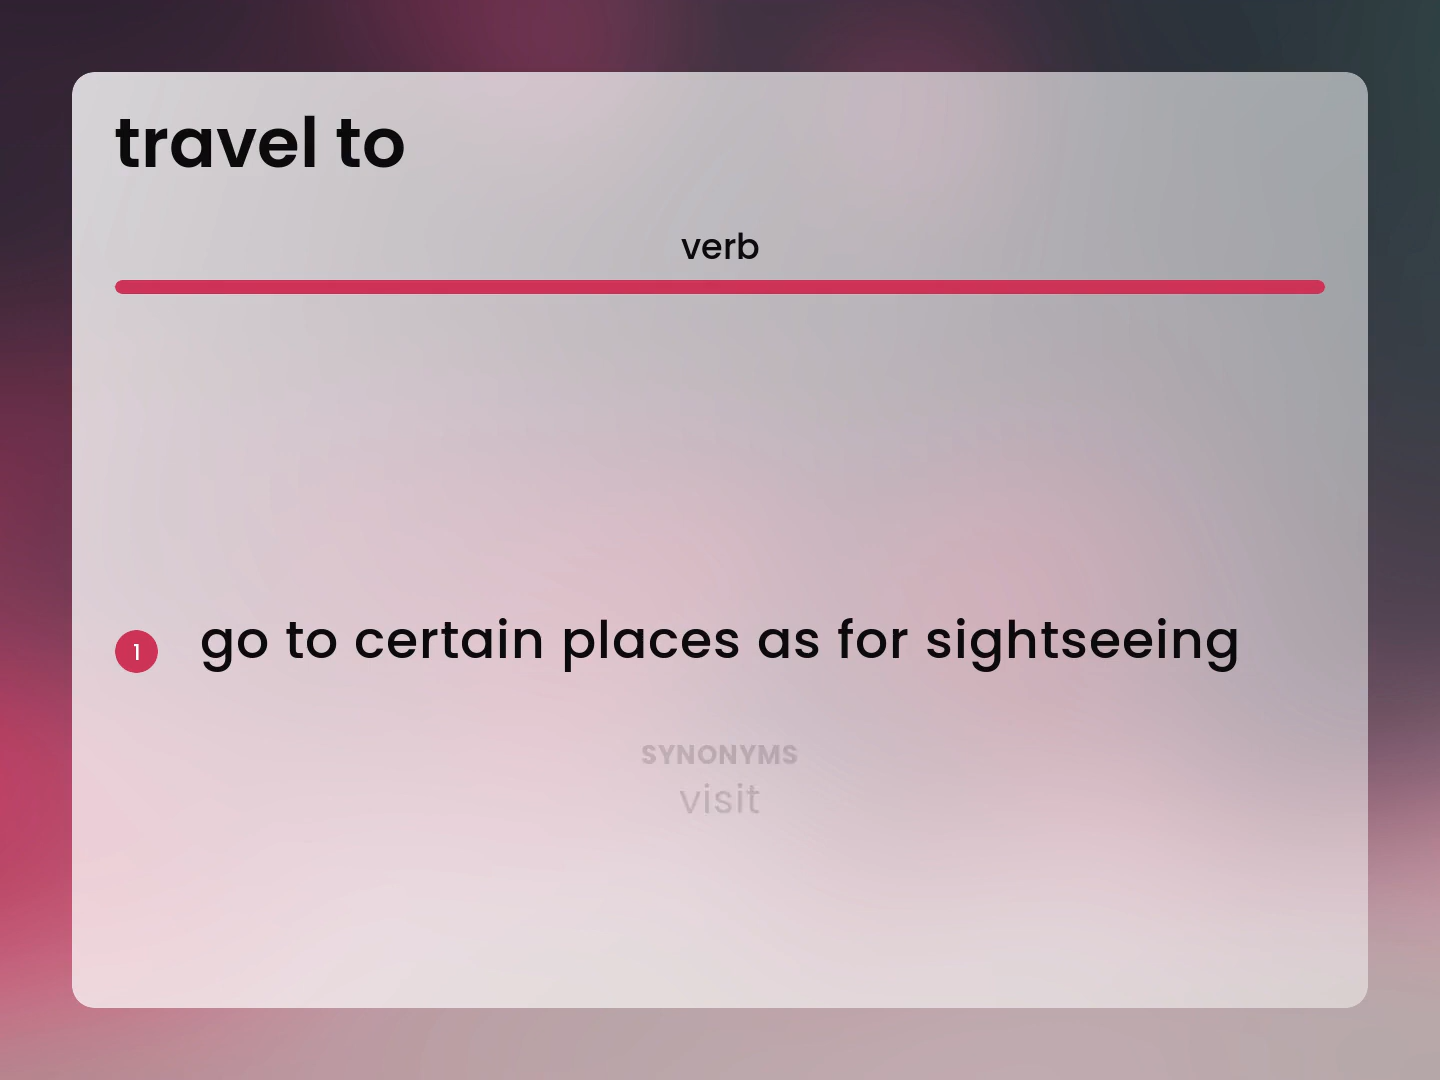 travel to
verb
1 go to certain places as for sightseeing
SYNONYMS
visit